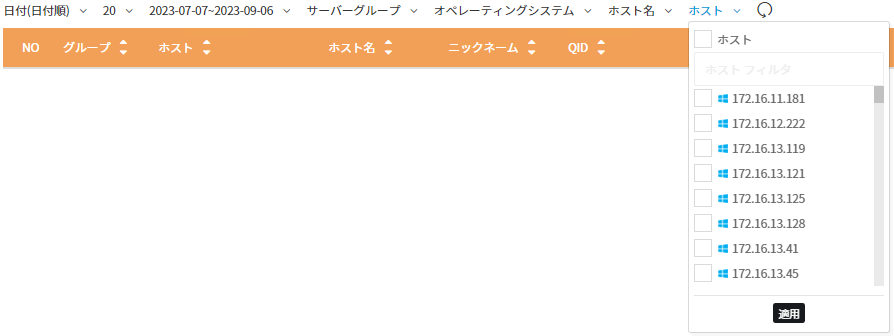 日付(日付順) 20 2023-07-07~2023-09-06 サーバーグループ オペレーティングシステム ホスト名 ホスト
NO グループ ホスト ホスト名 ニックネーム QID
ホスト
ホスト フィルタ
172.16.11.181
172.16.12.222
172.16.13.119
172.16.13.121
172.16.13.125
172.16.13.128
172.16.13.41
172.16.13.45
適用